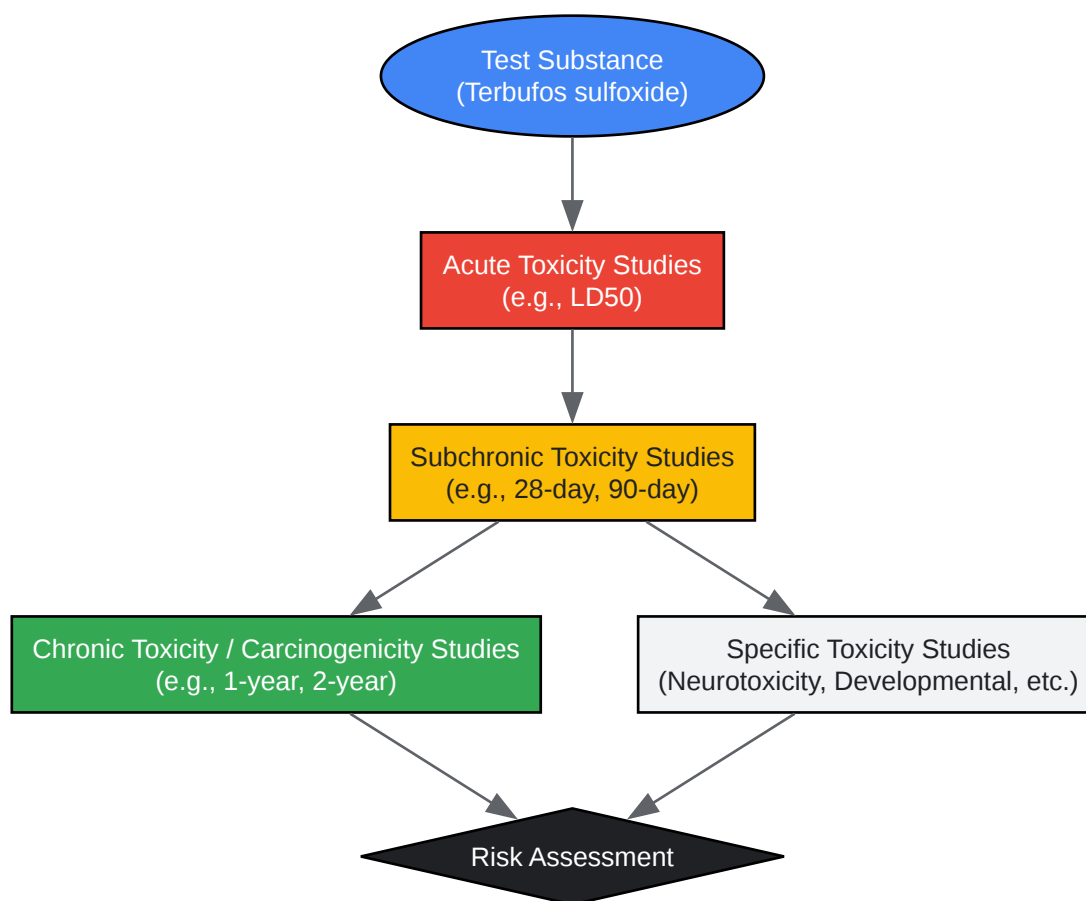 Test Substance
(Terbufos sulfoxide)
Acute Toxicity Studies
(e.g., LD50)
Subchronic Toxicity Studies
(e.g., 28-day, 90-day)
Chronic Toxicity / Carcinogenicity Studies
(e.g., 1-year, 2-year)
Specific Toxicity Studies
(Neurotoxicity, Developmental, etc.)
Risk Assessment